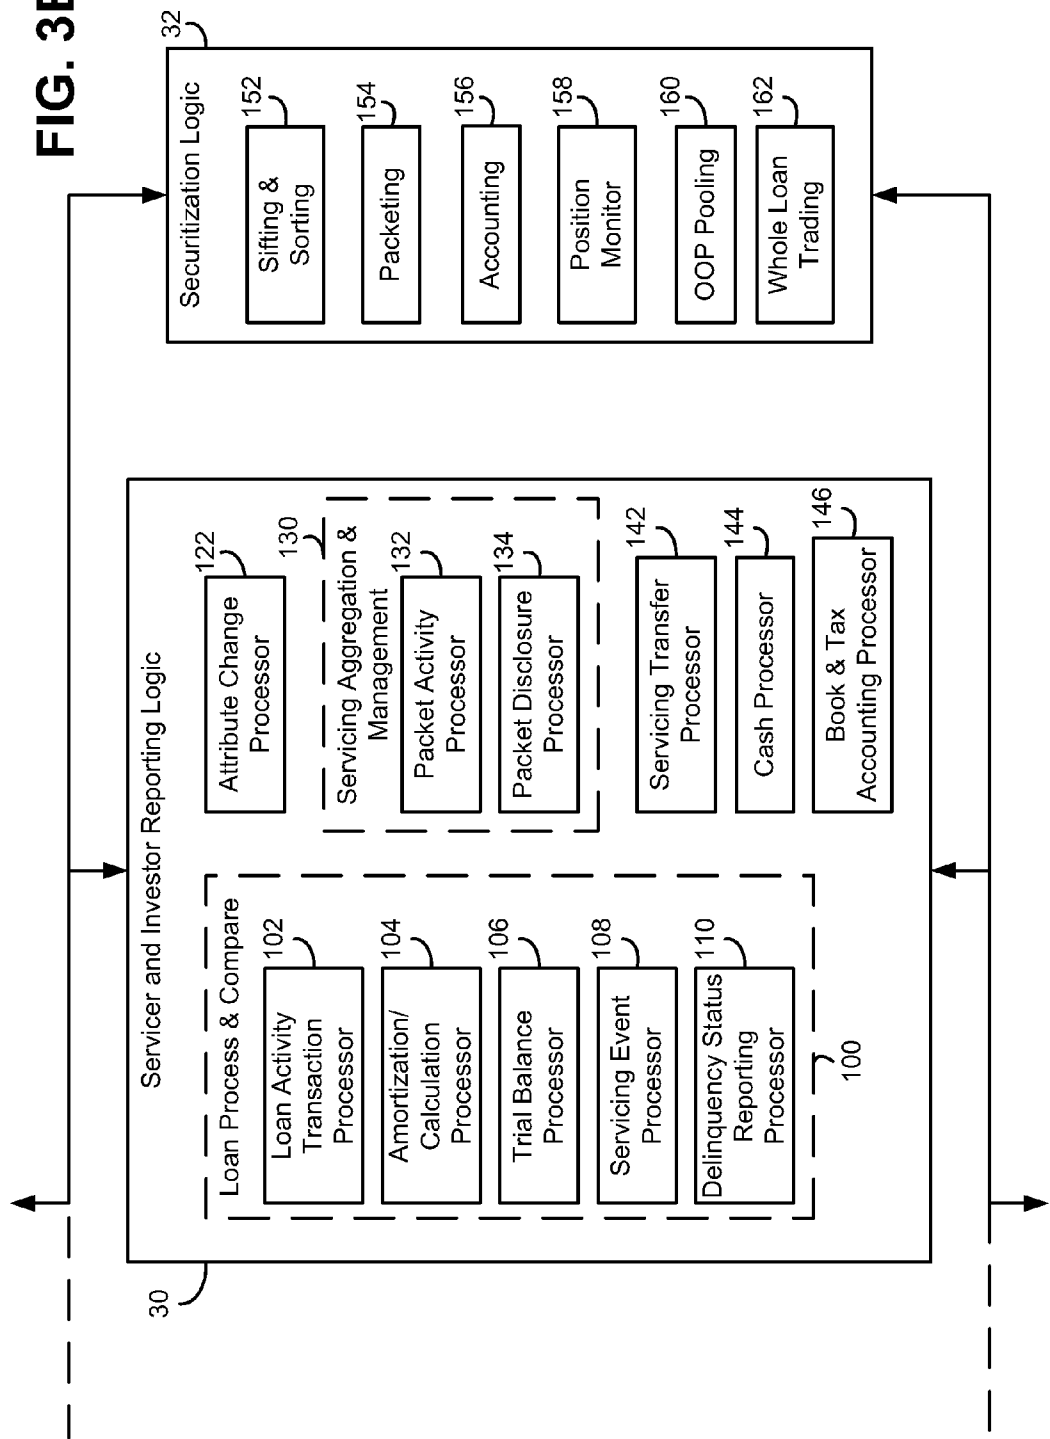 FIG. 3B
30
Servicer and Investor Reporting Logic
Loan Process & Compare
100
Loan Activity
Transaction
Processor
102
Amortization/
Calculation
Processor
104
Trial Balance
Processor
106
Servicing Event
Processor
108
Delinquency Status
Reporting
Processor
110
Attribute Change
Processor
122
Servicing Aggregation &
Management
130
Packet Activity
Processor
132
Packet Disclosure
Processor
134
Servicing Transfer
Processor
142
Cash Processor
144
Book & Tax
Accounting Processor
146
32
Securitization Logic
Sifting &
Sorting
152
Packeting
154
Accounting
156
Position
Monitor
158
OOP Pooling
160
Whole Loan
Trading
162